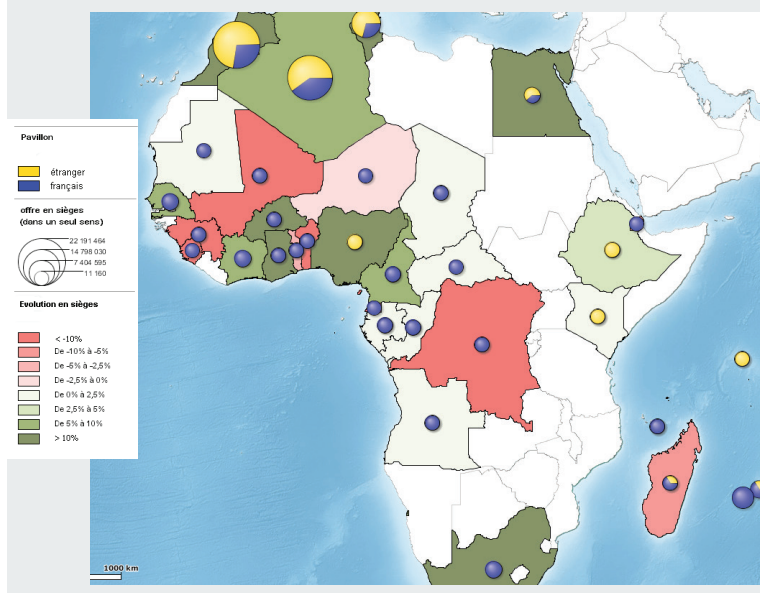 Pavillon
étranger
français
offre en sièges
(dans un seul sens)
22 191 464
14 798 030
7 404 595
11 160
Evolution en sièges
< -10%
De -10% à -5%
De -5% à -2,5%
De -2,5% à 0%
De 0% à 2,5%
De 2,5% à 5%
De 5% à 10%
> 10%
1000 km